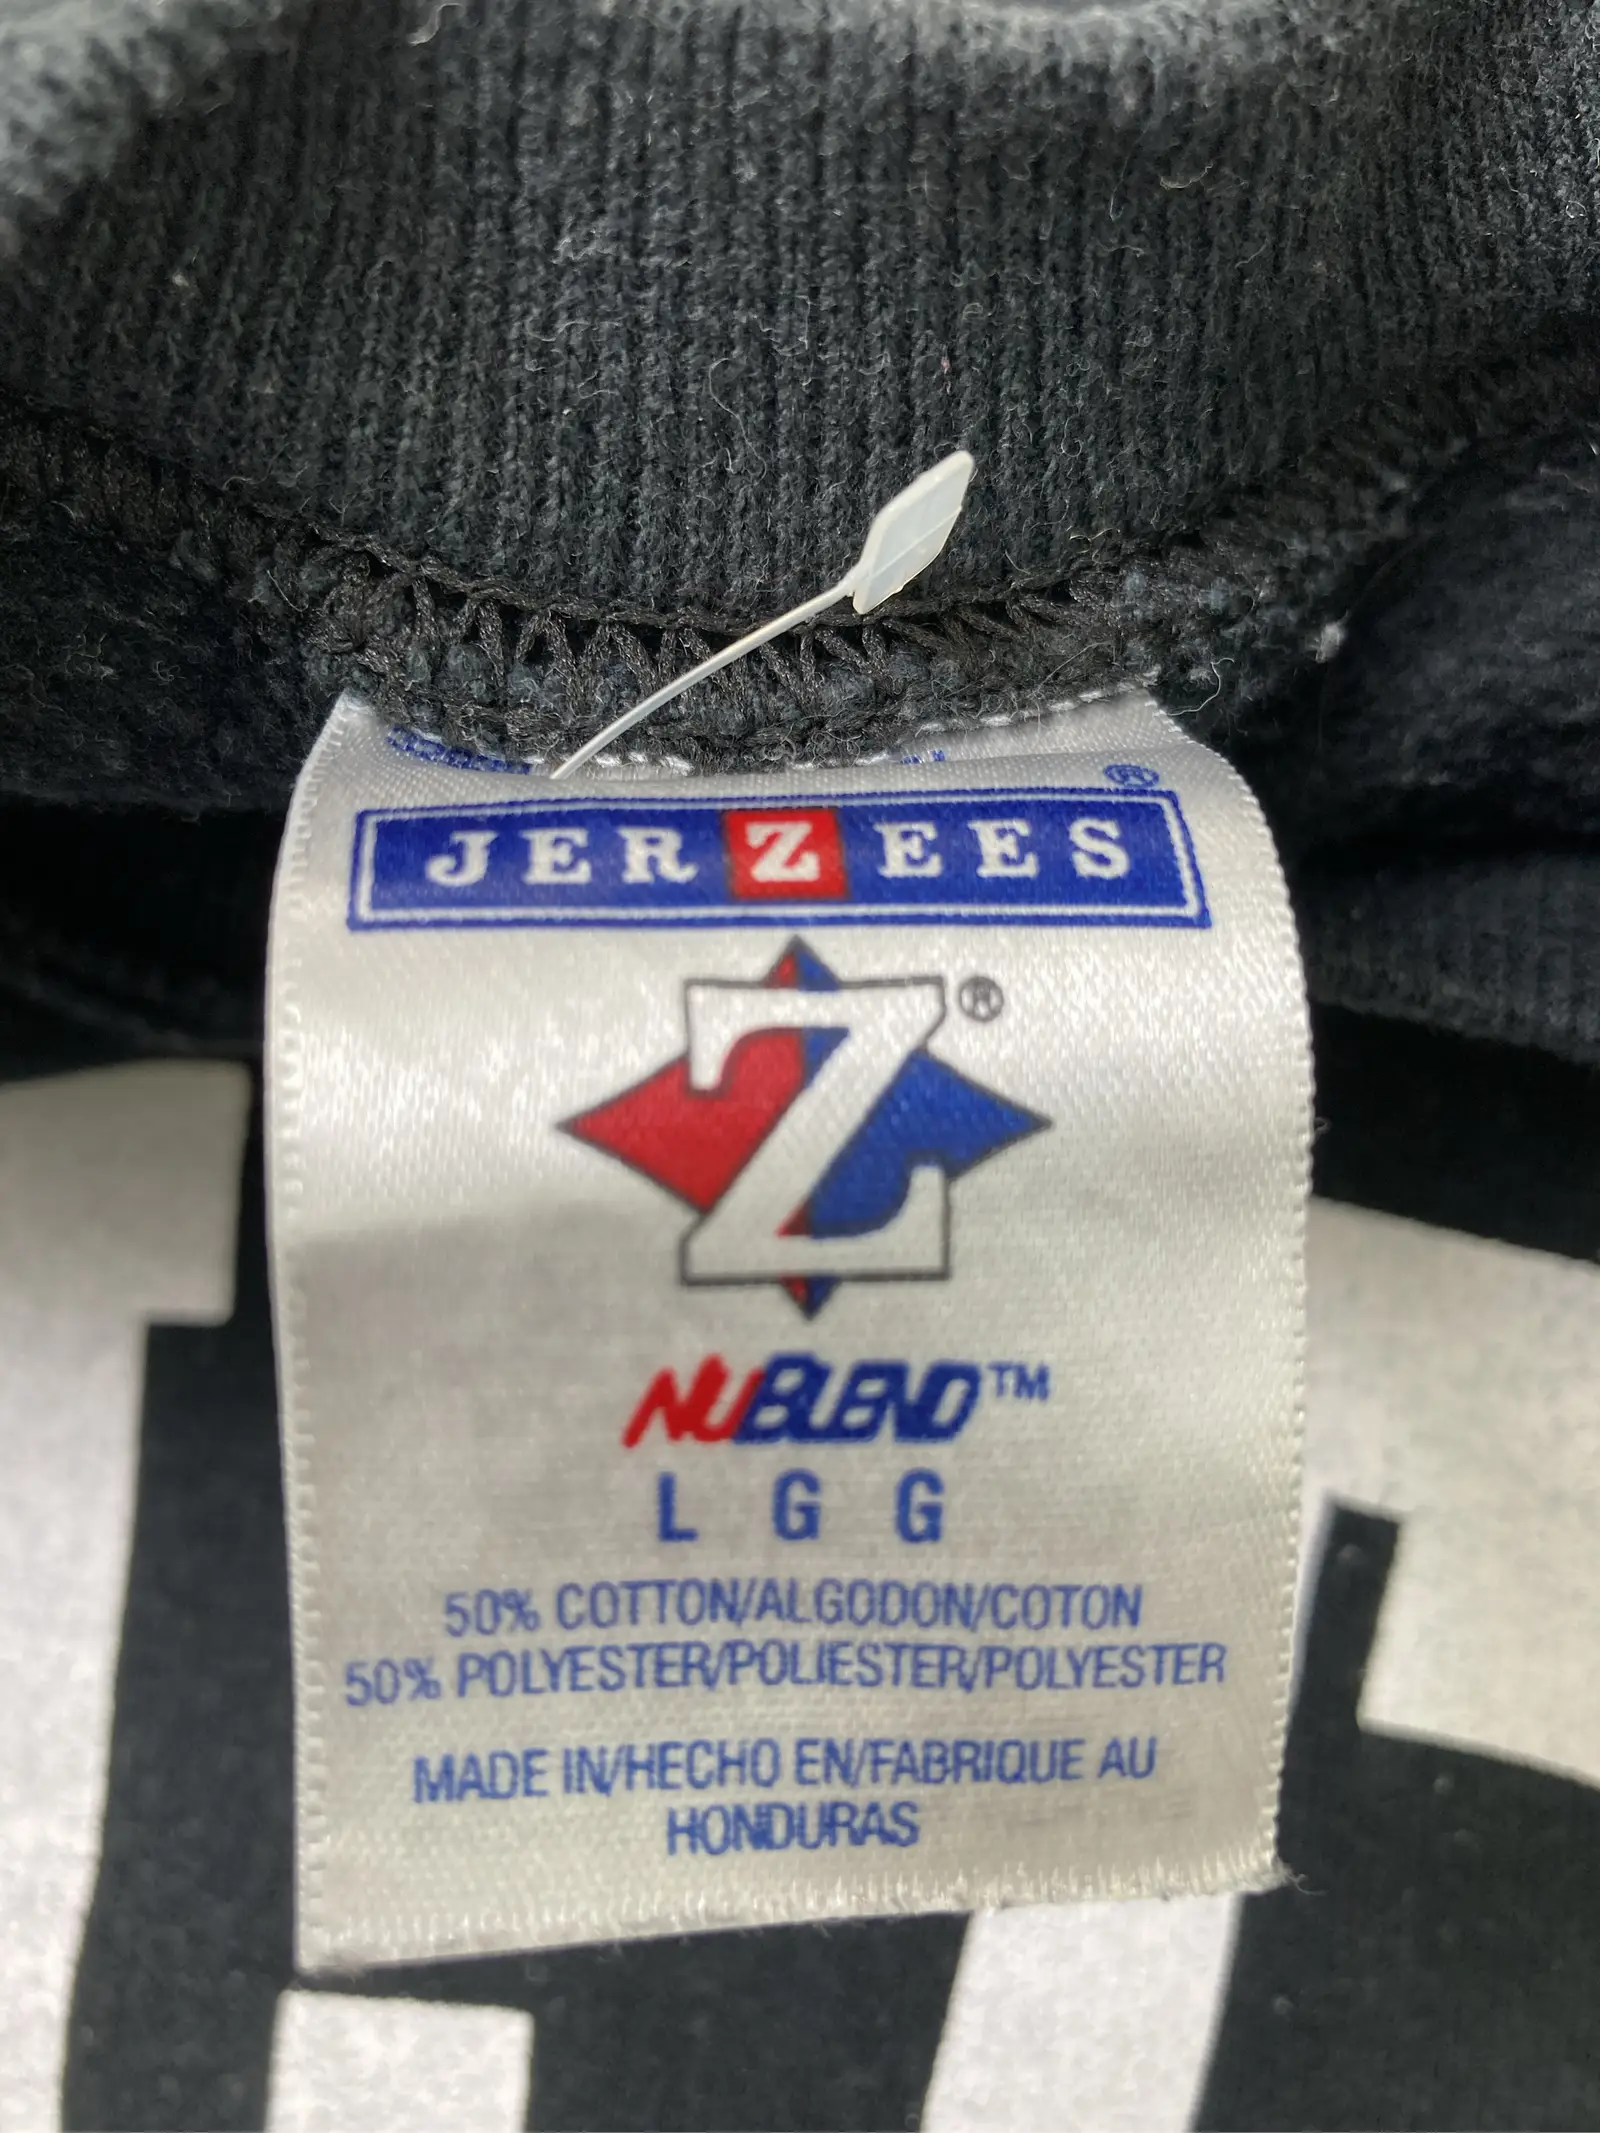 JERZEES®
Z®
NUBLEND™
L G G
50% COTTON/ALGODON/COTON
50% POLYESTER/POLIESTER/POLYESTER
MADE IN/HECHO EN/FABRIQUE AU
HONDURAS